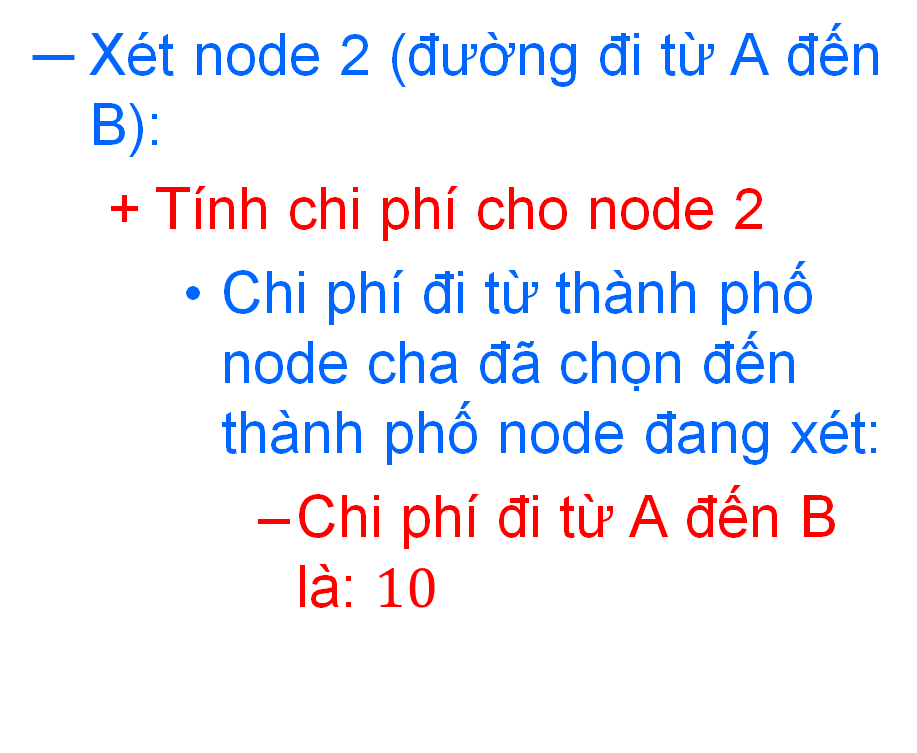 – Xét node 2 (đường đi từ A đến
B):
+ Tính chi phí cho node 2
• Chi phí đi từ thành phố
node cha đã chọn đến
thành phố node đang xét:
– Chi phí đi từ A đến B
là: 10